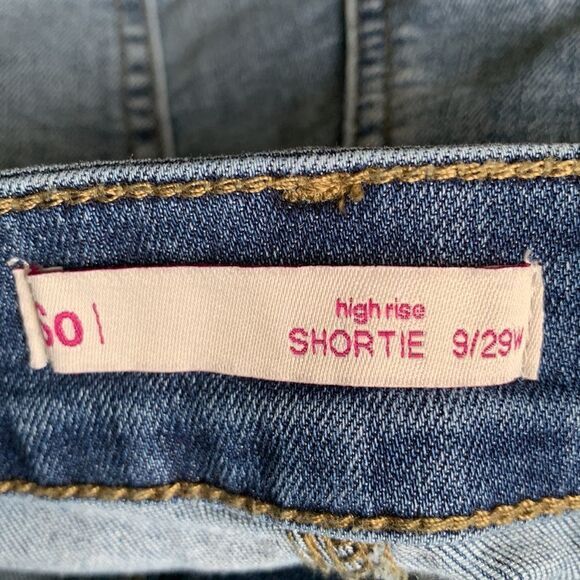 So |
high rise
SHORTIE 9/29W